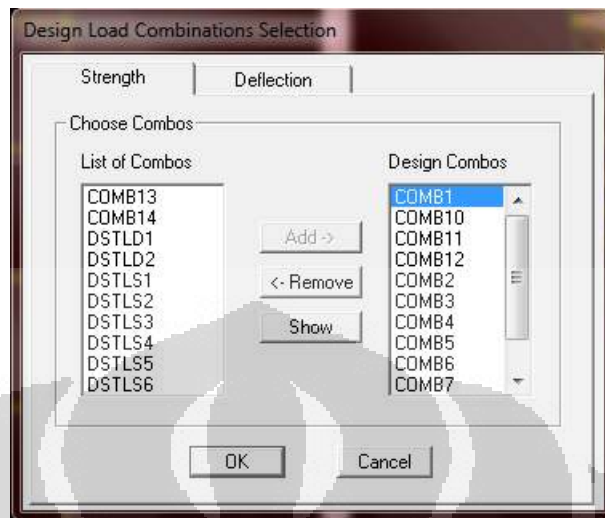 Design Load Combinations Selection
Strength
Deflection
Choose Combos
List of Combos
COMB13
COMB14
DSTLD1
DSTLD2
DSTLS1
DSTLS2
DSTLS3
DSTLS4
DSTLS5
DSTLS6
Add ->
<- Remove
Show
Design Combos
COMB1
COMB10
COMB11
COMB12
COMB2
COMB3
COMB4
COMB5
COMB6
COMB7
OK
Cancel